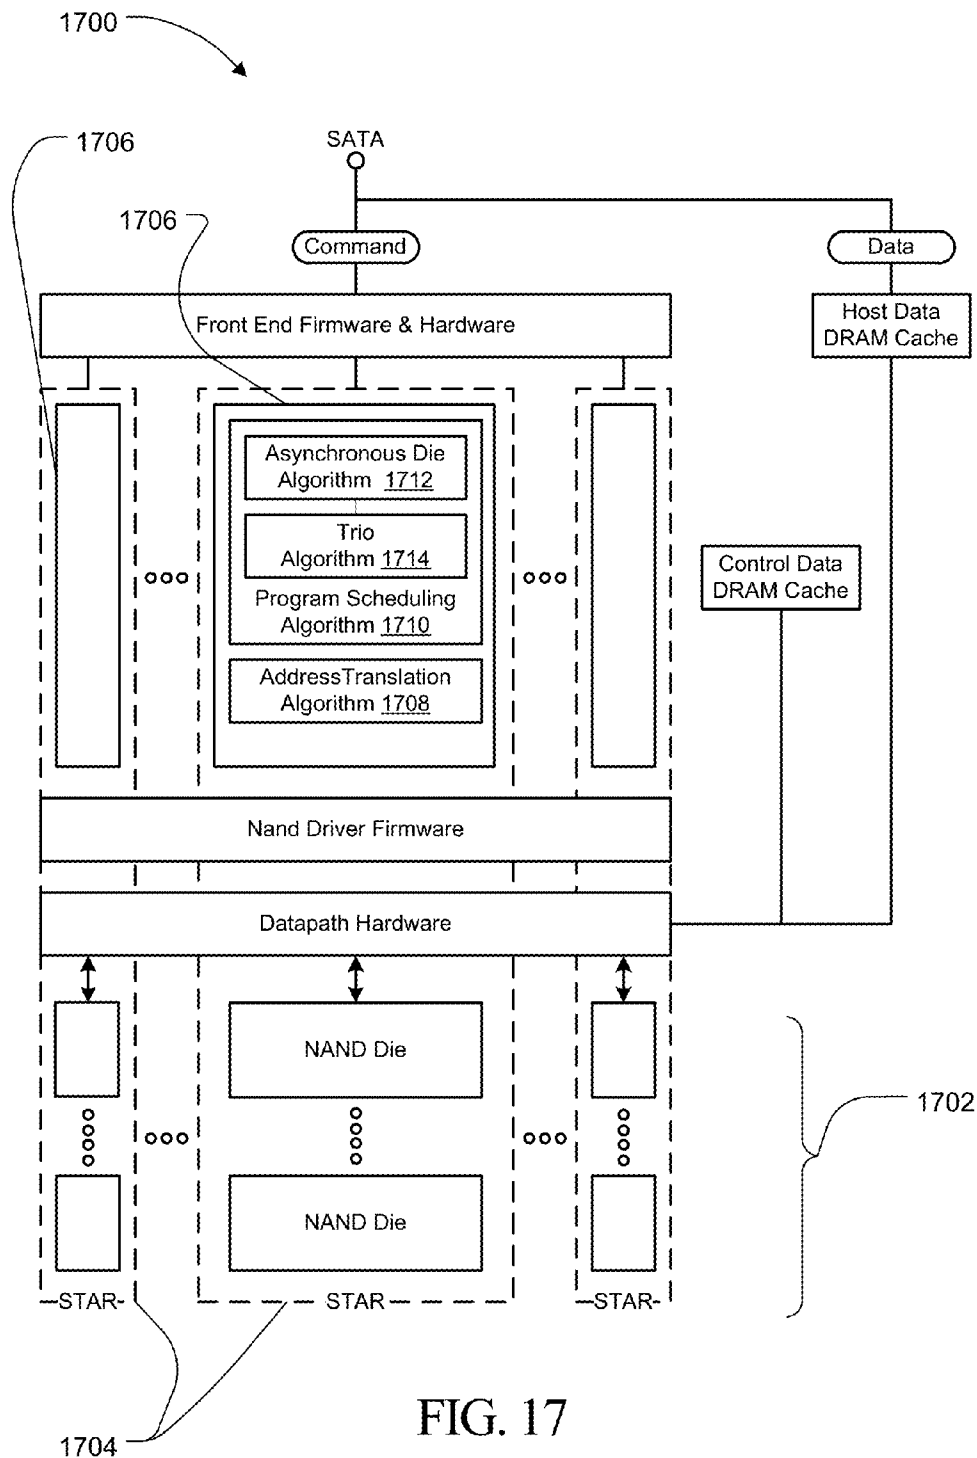 1700
1706
SATA
1706
Command
Data
Front End Firmware & Hardware
Host Data
DRAM Cache
Asynchronous Die
Algorithm 1712
Trio
Algorithm 1714
Control Data
DRAM Cache
Program Scheduling
Algorithm 1710
AddressTranslation
Algorithm 1708
Nand Driver Firmware
Datapath Hardware
NAND Die
1702
NAND Die
STAR
STAR
STAR
FIG. 17
1704